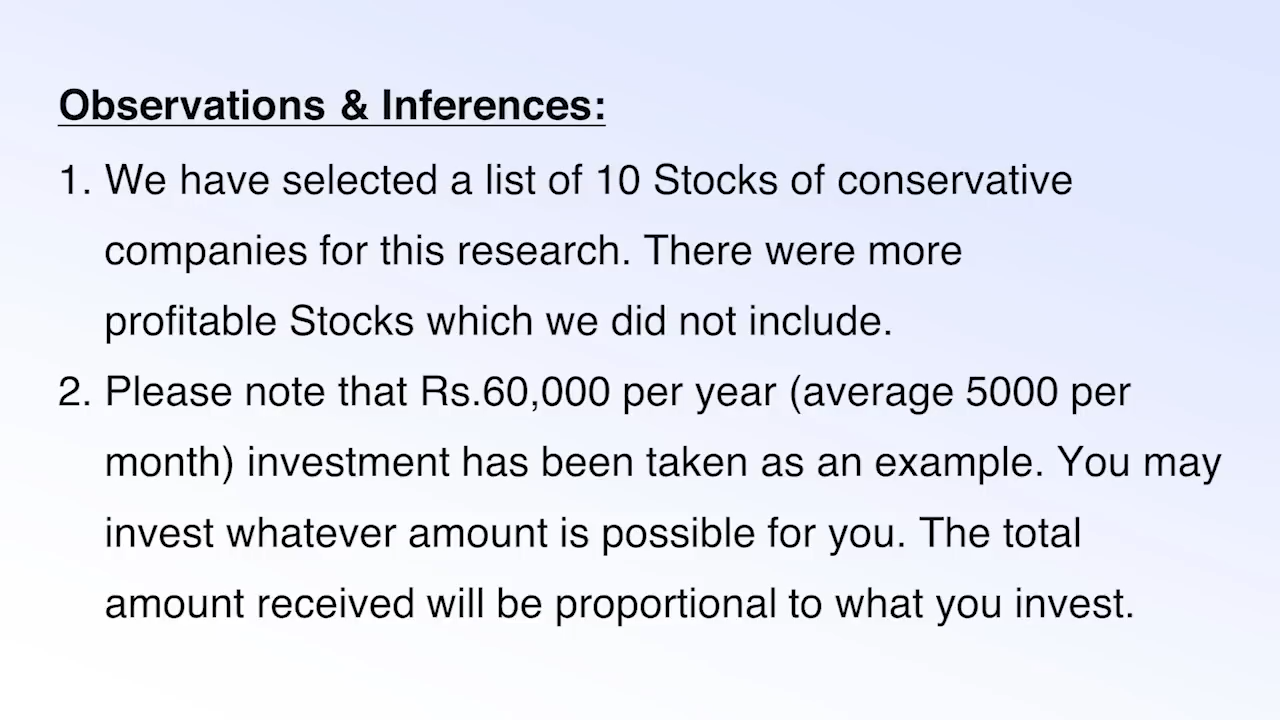 Observations & Inferences:
1. We have selected a list of 10 Stocks of conservative
companies for this research. There were more
profitable Stocks which we did not include.
2. Please note that Rs.60,000 per year (average 5000 per
month) investment has been taken as an example. You may
invest whatever amount is possible for you. The total
amount received will be proportional to what you invest.